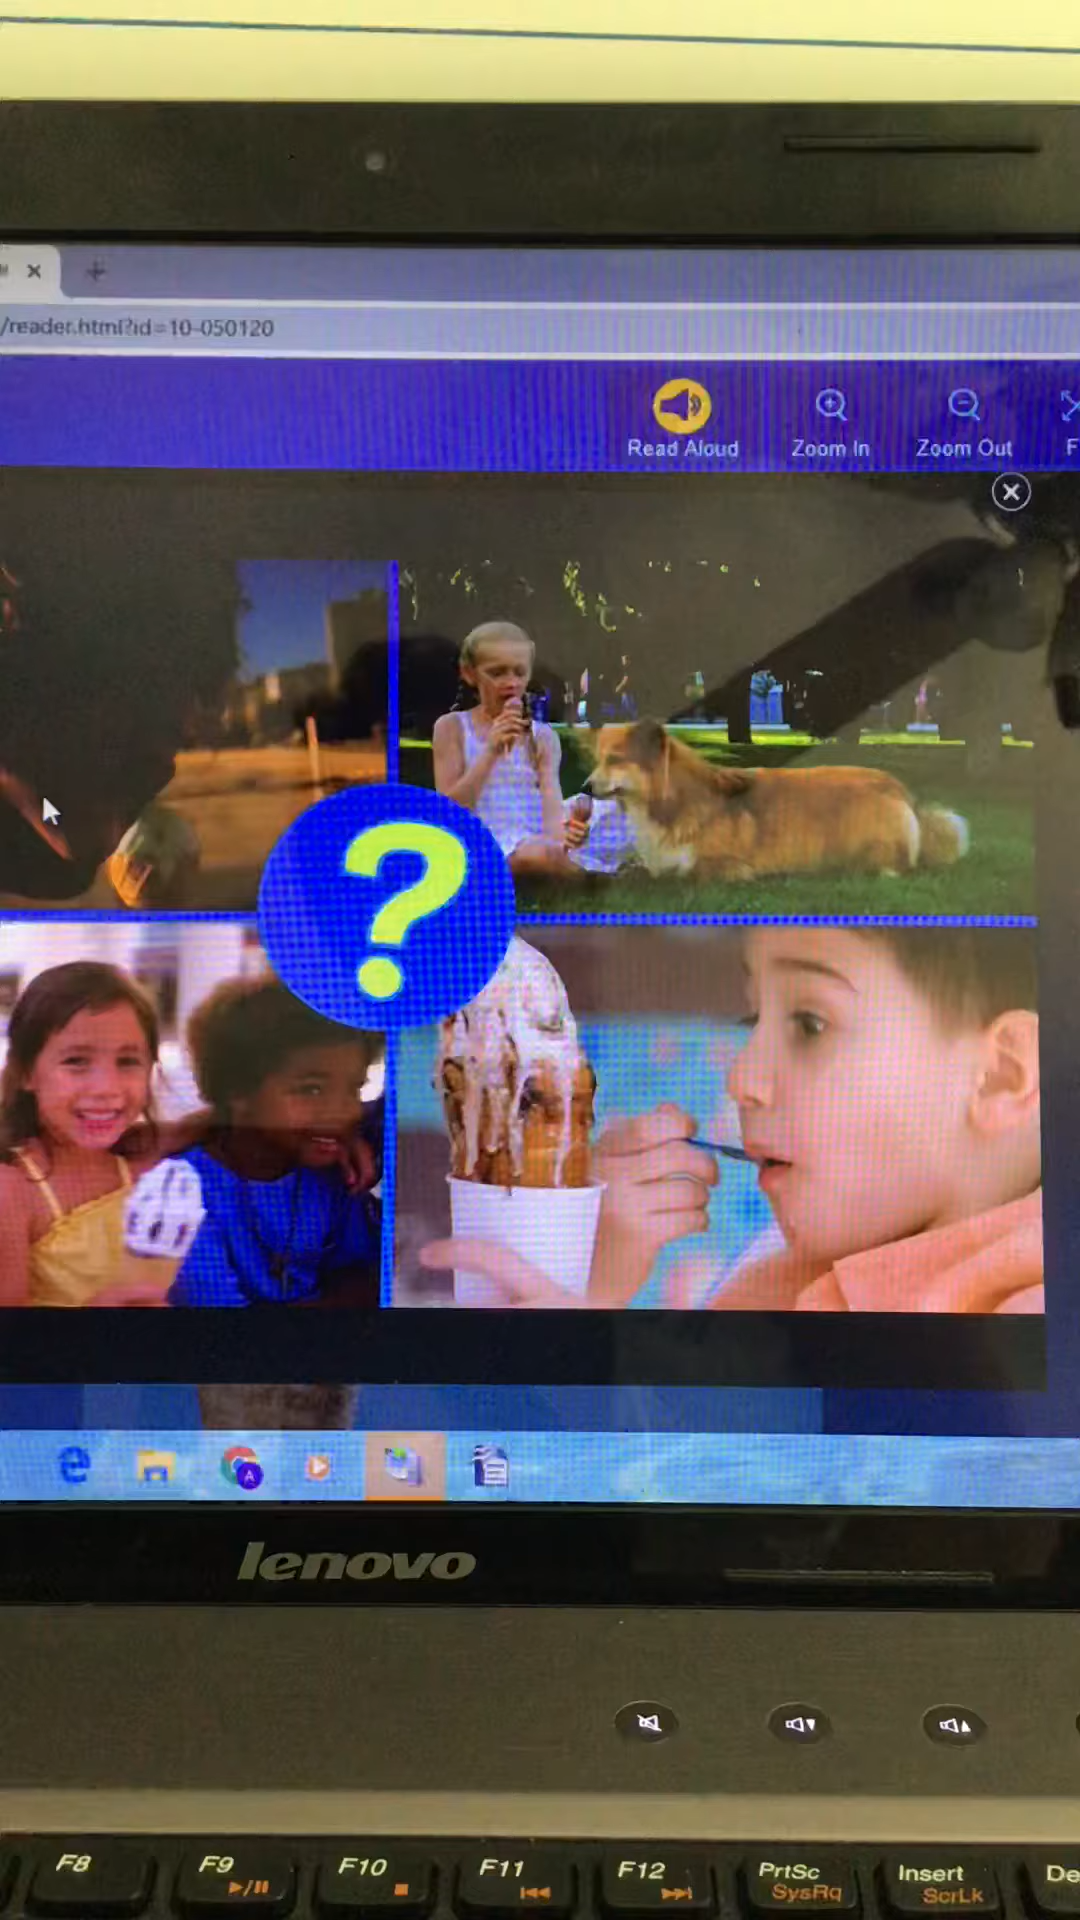 /reader.html?id=10-050120
Read Aloud
Zoom In
Zoom Out
F
?
A
lenovo
F8
F9
F10
F11
F12
PrtSc
SysRq
Insert
ScrLk
De